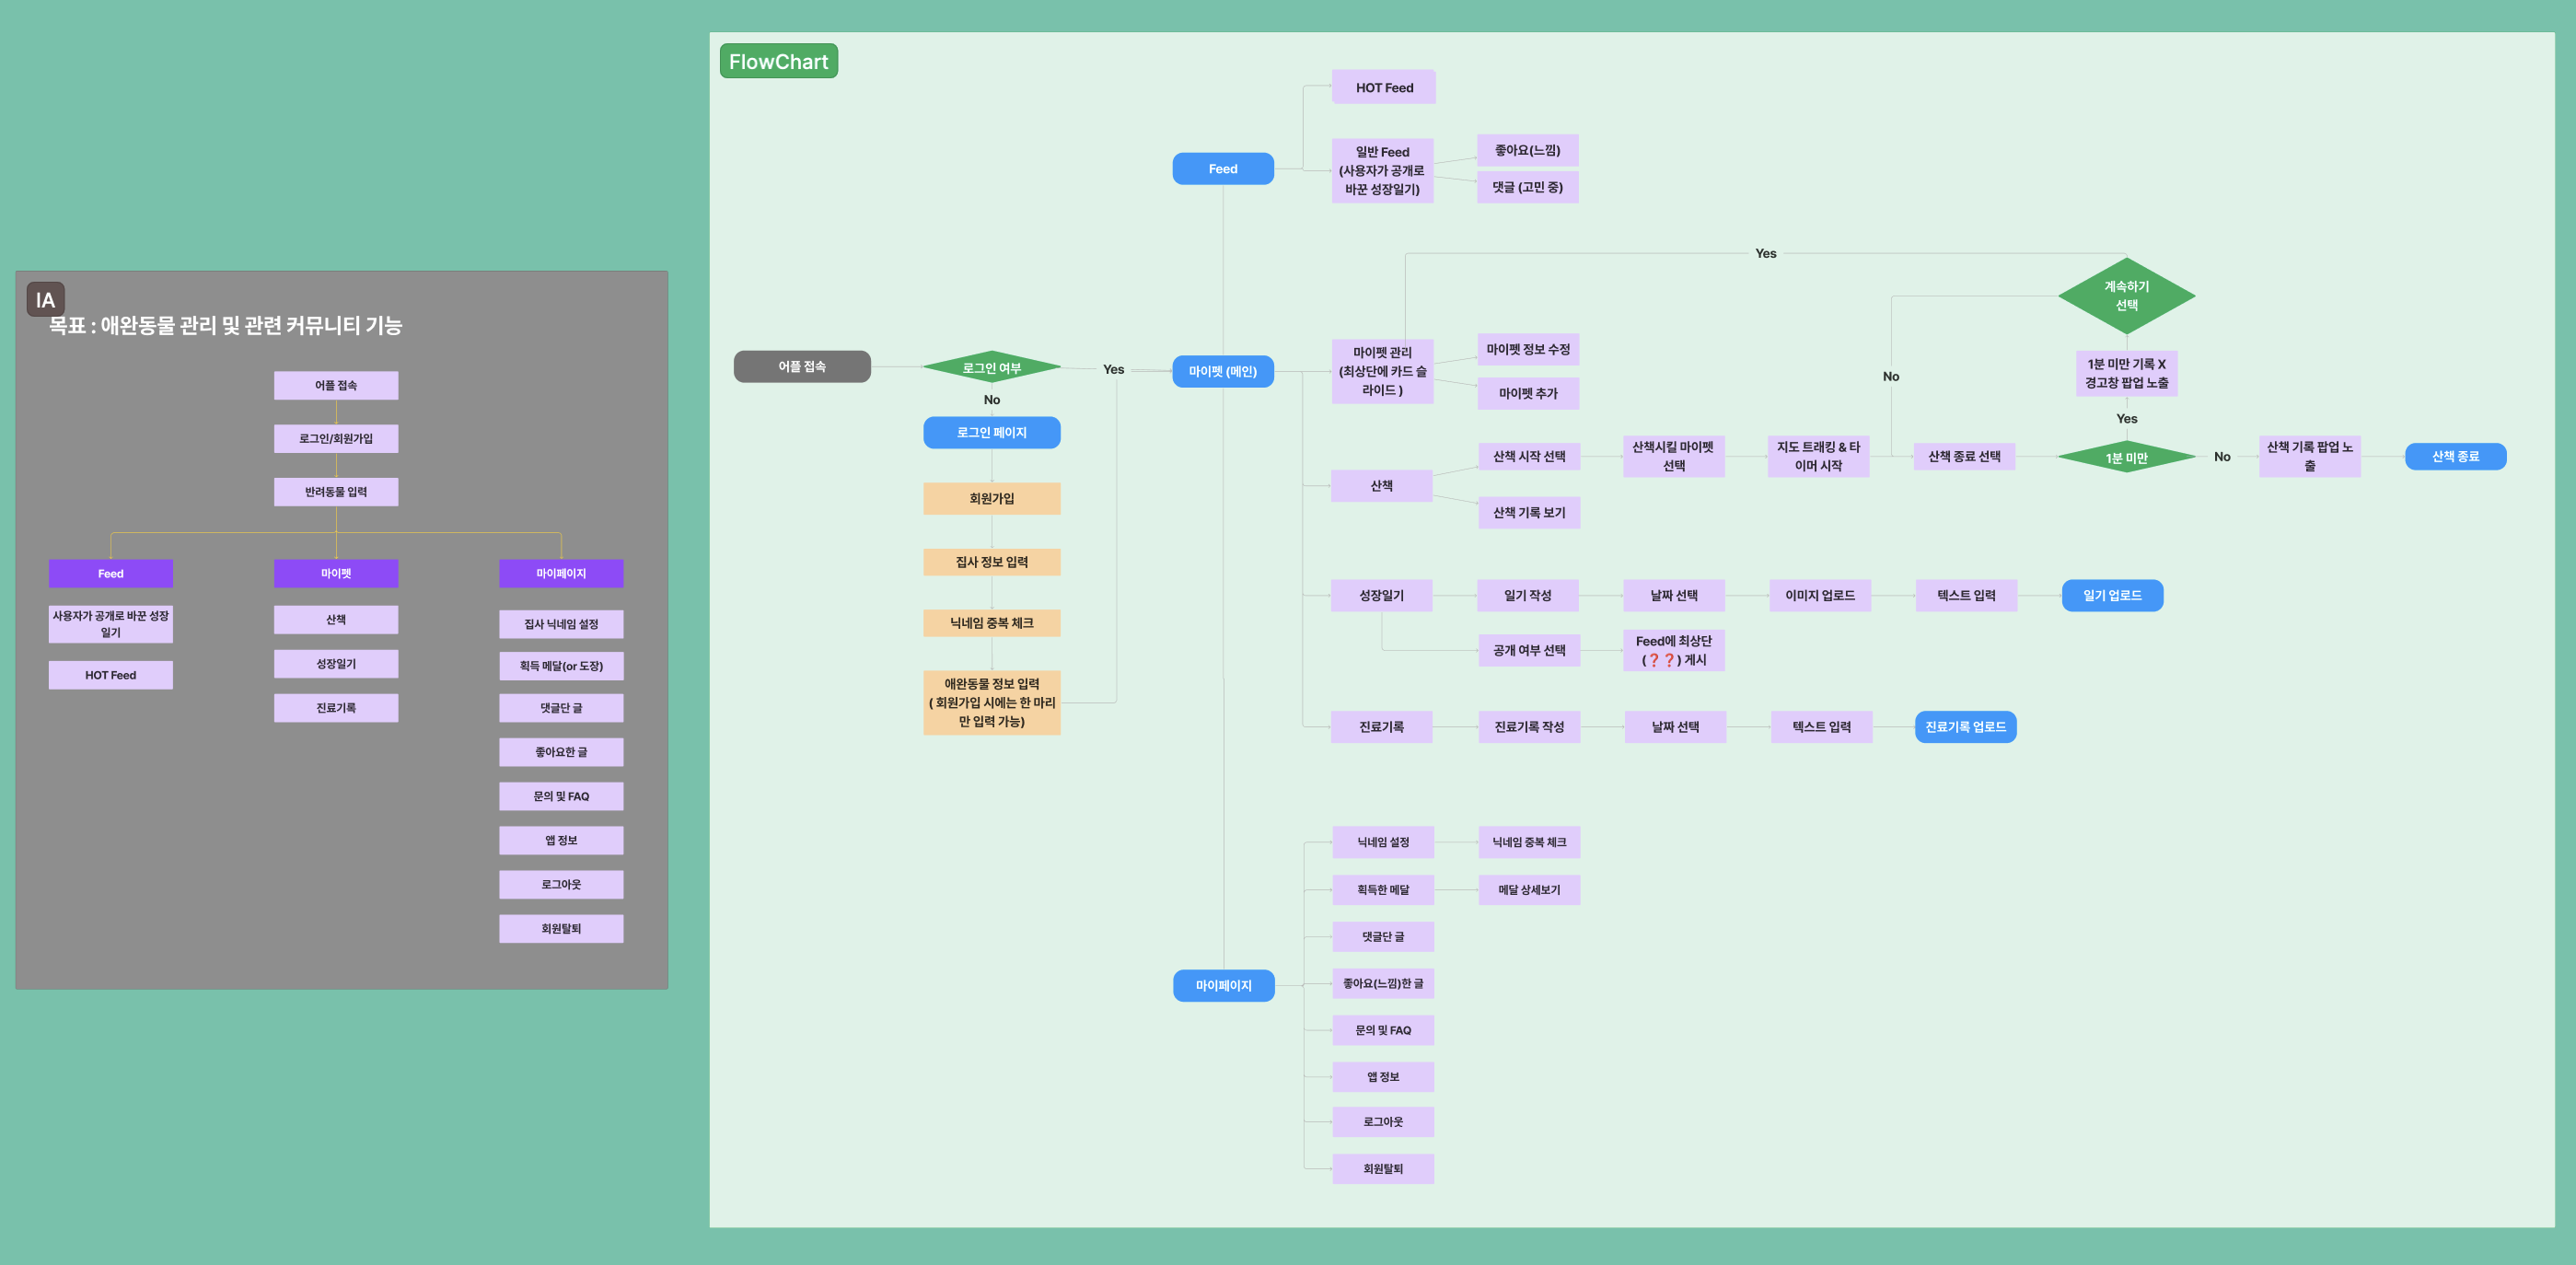 IA
목표 : 애완동물 관리 및 관련 커뮤니티 기능
어플 접속
로그인/회원가입
반려동물 입력
Feed
사용자가 공개로 바꾼 성장
일기
HOT Feed
마이펫
산책
성장일기
진료기록
마이페이지
집사 닉네임 설정
획득 메달(or 도장)
댓글단 글
좋아요한 글
문의 및 FAQ
앱 정보
로그아웃
회원탈퇴
FlowChart
어플 접속
로그인 여부
Yes
No
로그인 페이지
회원가입
집사 정보 입력
닉네임 중복 체크
애완동물 정보 입력
( 회원가입 시에는 한 마리
만 입력 가능)
Feed
HOT Feed
일반 Feed
(사용자가 공개로
바꾼 성장일기)
좋아요(느낌)
댓글 (고민 중)
마이펫 (메인)
마이펫 관리
(최상단에 카드 슬
라이드 )
마이펫 정보 수정
마이펫 추가
산책
산책 시작 선택
산책시킬 마이펫
선택
지도 트래킹 & 타
이머 시작
산책 종료 선택
1분 미만
Yes
1분 미만 기록 X
경고창 팝업 노출
계속하기
선택
Yes
No
No
산책 기록 팝업 노
출
산책 종료
산책 기록 보기
성장일기
일기 작성
날짜 선택
이미지 업로드
텍스트 입력
일기 업로드
공개 여부 선택
Feed에 최상단
(❓❓) 게시
진료기록
진료기록 작성
날짜 선택
텍스트 입력
진료기록 업로드
마이페이지
닉네임 설정
닉네임 중복 체크
획득한 메달
메달 상세보기
댓글단 글
좋아요(느낌)한 글
문의 및 FAQ
앱 정보
로그아웃
회원탈퇴